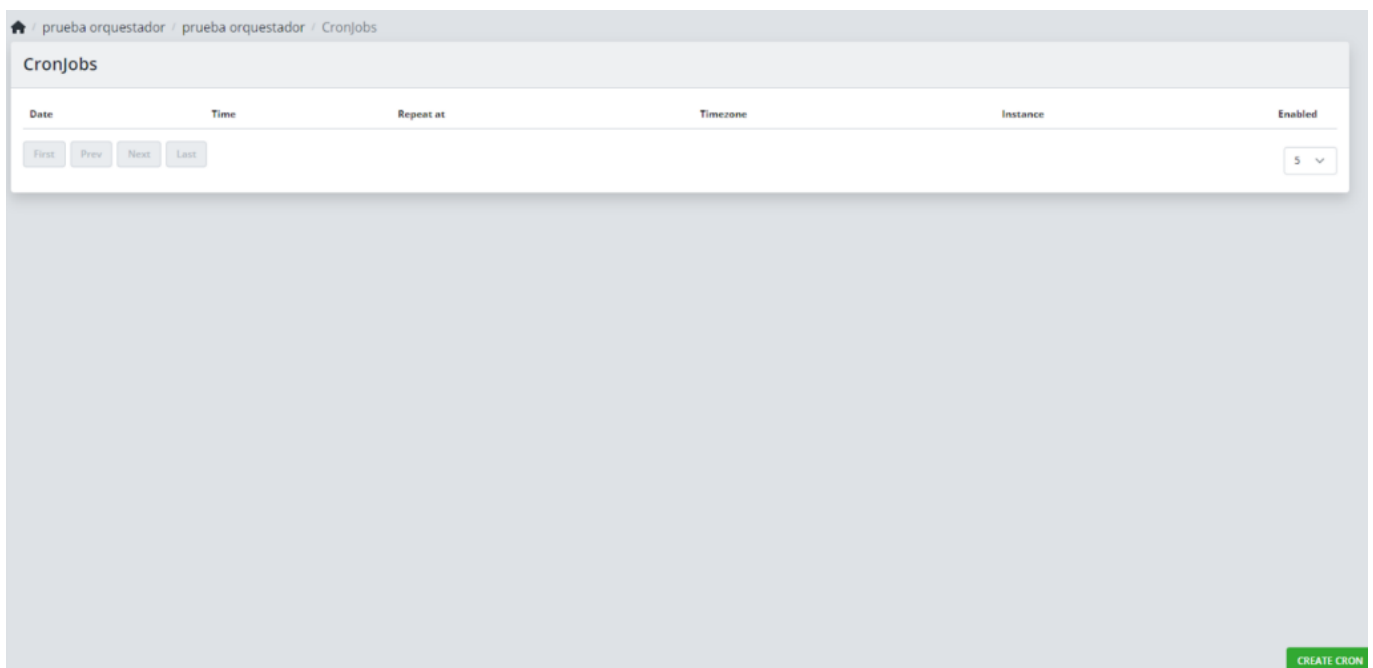 / prueba orquestador / prueba orquestador / CronJobs
CronJobs
Date Time Repeat at Timezone Instance Enabled
First Prev Next Last 5
CREATE CRON